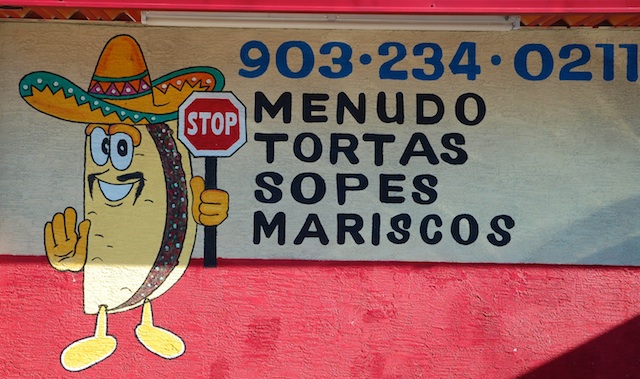 903·234·0211
STOP
MENUDO
TORTAS
SOPES
MARISCOS